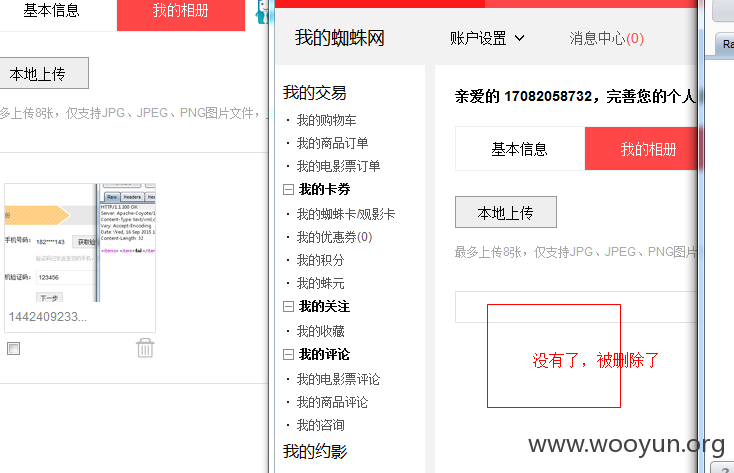 基本信息
我的相册
本地上传
多上传8张，仅支持JPG、JPEG、PNG图片文件，
手机号码：
182****143
获取验
机验证码：
123456
下一步
Raw
Headers
HTTP/1.1 200 OK
Server: Apache-Coyote/1
Vary: Accept-Encoding
Date: Wed, 16 Sep 2015 1
Content-Length: 32
1442409233...
我的蜘蛛网
账户设置
消息中心(0)
我的交易
我的购物车
我的商品订单
我的电影票订单
我的卡券
我的蜘蛛卡/观影卡
我的优惠券(0)
我的积分
我的蛛元
我的关注
我的收藏
我的评论
我的电影票评论
我的商品评论
我的咨询
我的约影
亲爱的 17082058732，完善您的个人
基本信息
我的相册
本地上传
最多上传8张，仅支持JPG、JPEG、PNG图片
没有了，被删除了
Ra
www.wooyun.org